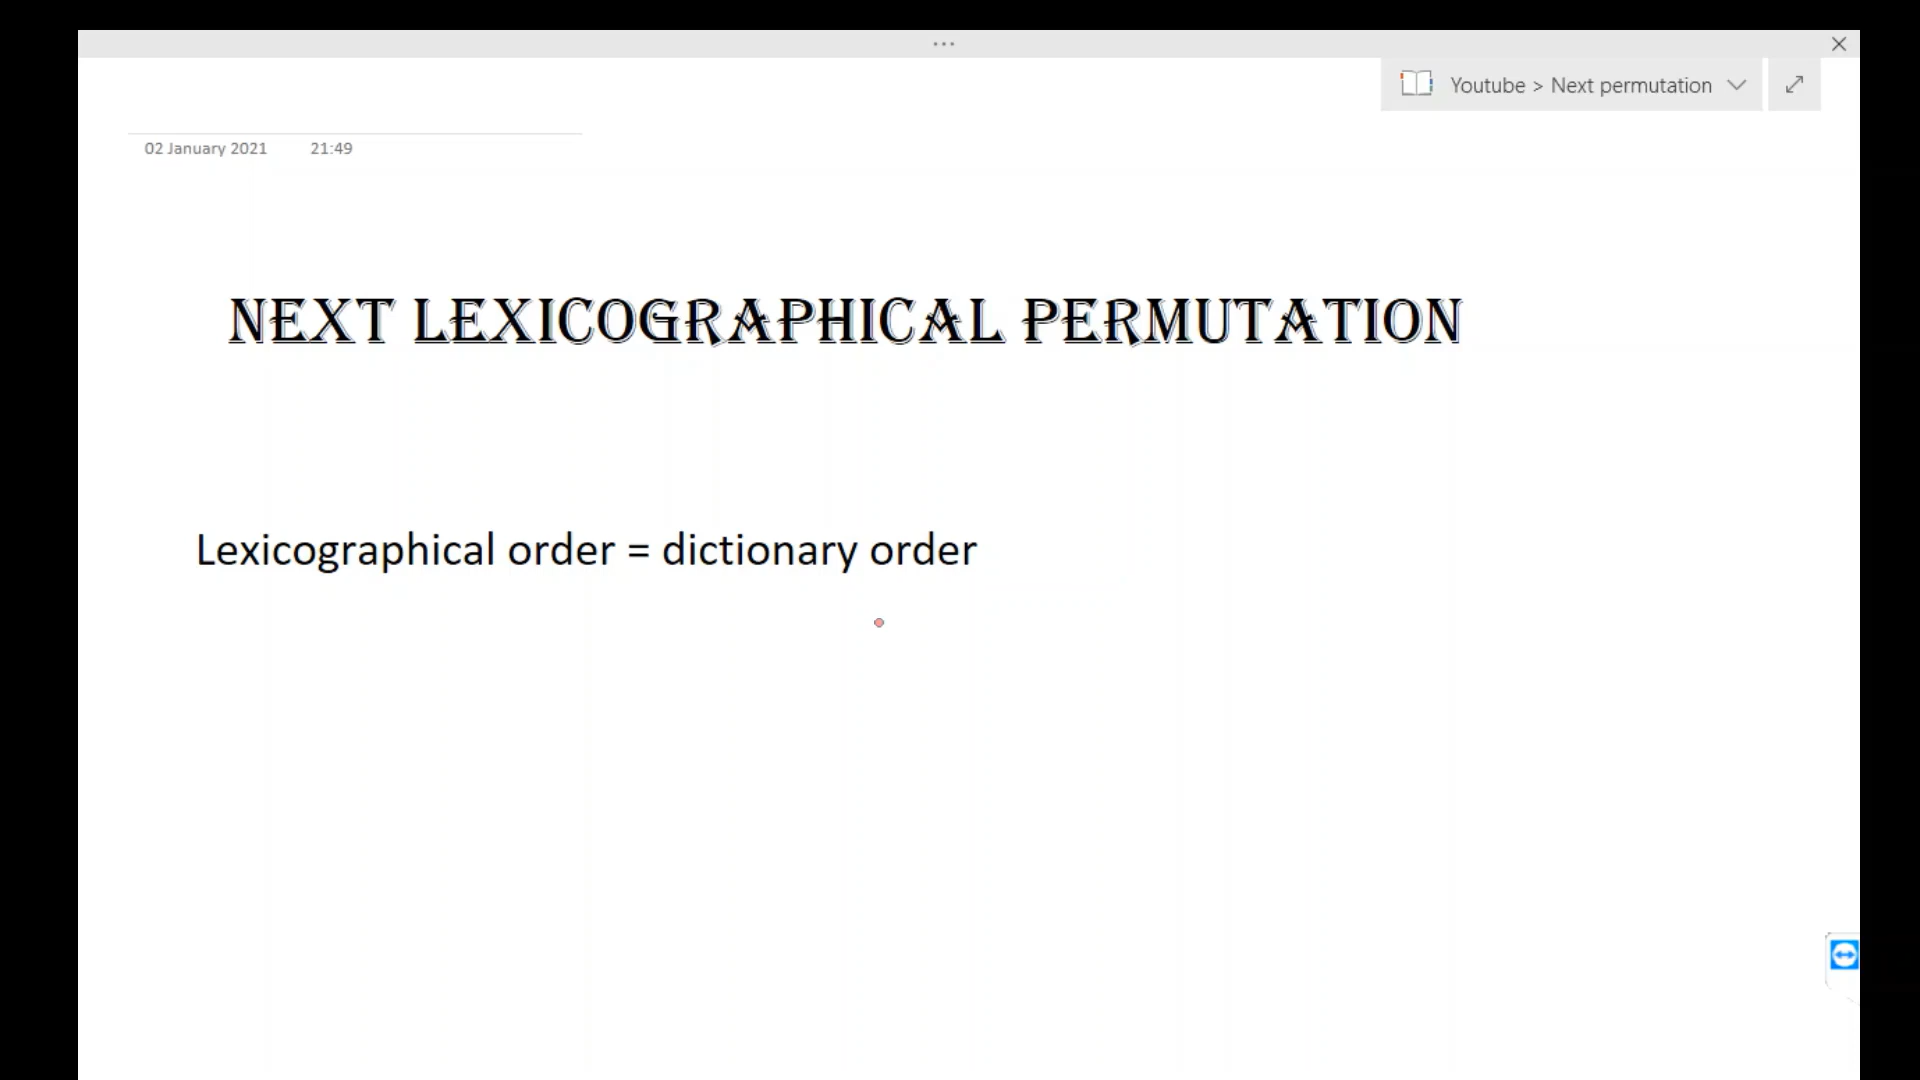 Youtube > Next permutation
02 January 2021 21:49
NEXT LEXICOGRAPHICAL PERMUTATION
Lexicographical order = dictionary order